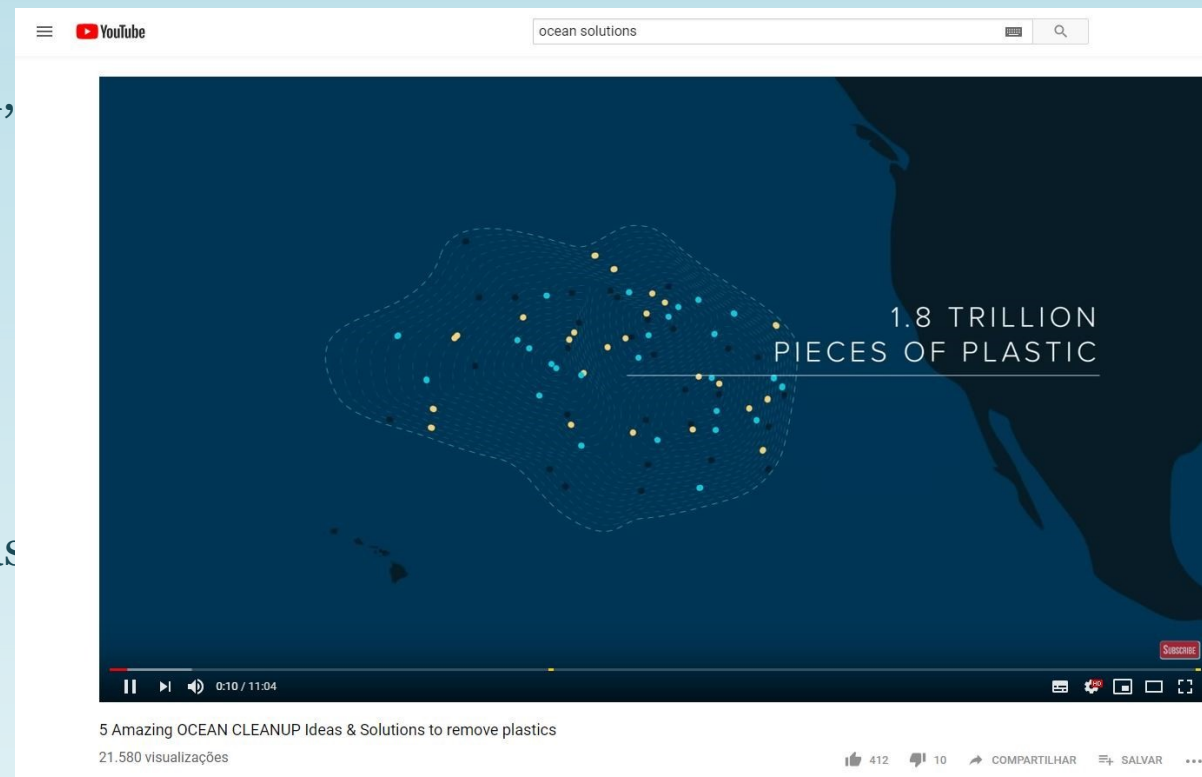 YouTube
ocean solutions
1.8 TRILLION
PIECES OF PLASTIC
SUBSCRIBE
0:10 / 11:04
HD
5 Amazing OCEAN CLEANUP Ideas & Solutions to remove plastics
21.580 visualizações
412
10
COMPARTILHAR
SALVAR